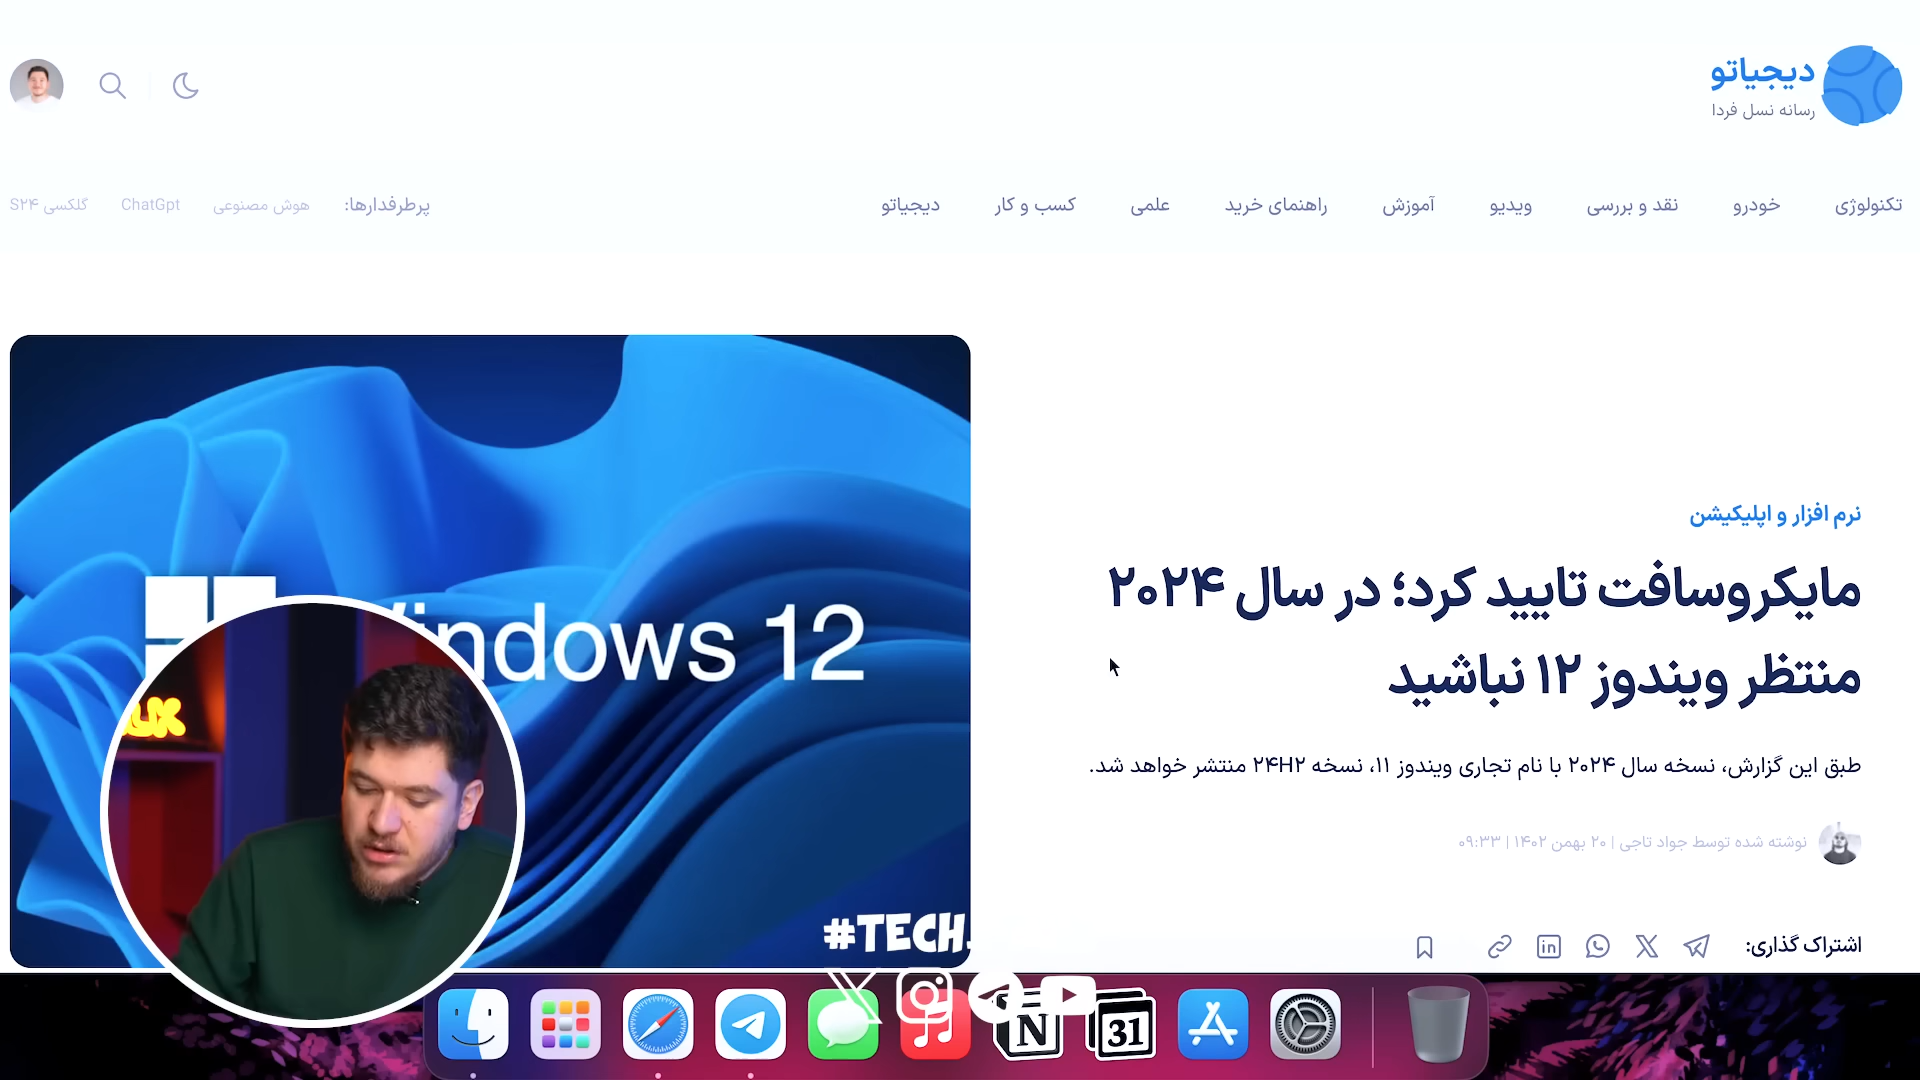 دیجیاتو
رسانه نسل فردا
تکنولوژی
خودرو
نقد و بررسی
ویدیو
آموزش
راهنمای خرید
علمی
کسب و کار
دیجیاتو
پرطرفدارها:
هوش مصنوعی
ChatGpt
گلکسی S۲۴
نرم افزار و اپلیکیشن
مایکروسافت تایید کرد؛ در سال ۲۰۲۴
منتظر ویندوز ۱۲ نباشید
طبق این گزارش، نسخه سال ۲۰۲۴ با نام تجاری ویندوز ۱۱، نسخه ۲۴H۲ منتشر خواهد شد.
نوشته شده توسط جواد تاجی | ۲۰ بهمن ۱۴۰۲ | ۰۹:۳۳
اشتراک گذاری:
Windows 12
#TECH
N
31